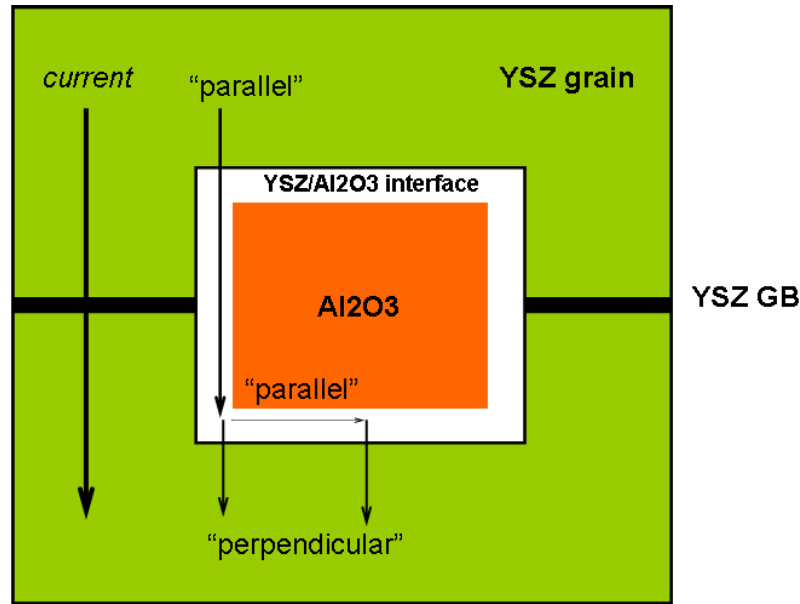 current
“parallel”
YSZ grain
YSZ/Al2O3 interface
Al2O3
YSZ GB
“parallel”
“perpendicular”